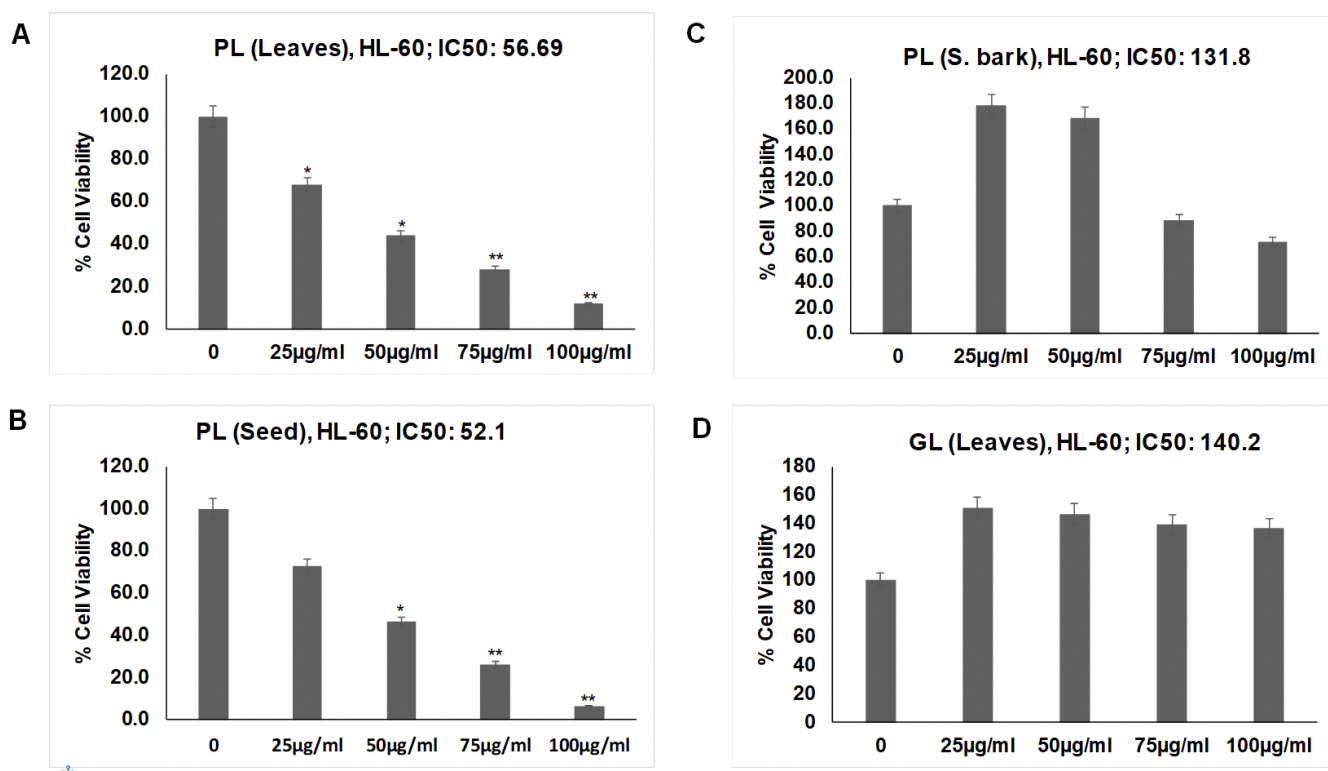 A
PL (Leaves), HL-60; IC50: 56.69
120.0
100.0
80.0
60.0
40.0
20.0
0.0
% Cell Viability
*
*
**
**
0 25µg/ml 50µg/ml 75µg/ml 100µg/ml
B
PL (Seed), HL-60; IC50: 52.1
120.0
100.0
80.0
60.0
40.0
20.0
0.0
% Cell Viability
*
**
**
0 25µg/ml 50µg/ml 75µg/ml 100µg/ml
C
PL (S. bark), HL-60; IC50: 131.8
200.0
180.0
160.0
140.0
120.0
100.0
80.0
60.0
40.0
20.0
0.0
% Cell Viability
0 25µg/ml 50µg/ml 75µg/ml 100µg/ml
D
GL (Leaves), HL-60; IC50: 140.2
180
160
140
120
100
80
60
40
20
0
% Cell Viability
0 25µg/ml 50µg/ml 75µg/ml 100µg/ml